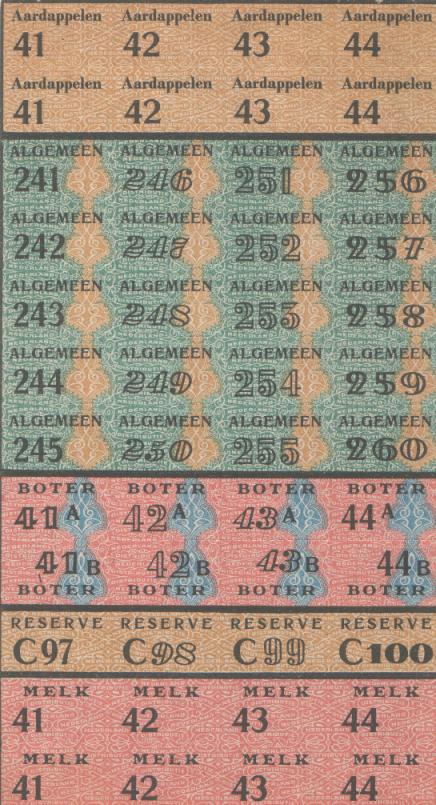 Aardappelen Aardappelen Aardappelen Aardappelen
41 42 43 44
Aardappelen Aardappelen Aardappelen Aardappelen
41 42 43 44
ALGEMEEN ALGEMEEN ALGEMEEN ALGEMEEN
241 246 251 256
ALGEMEEN ALGEMEEN ALGEMEEN ALGEMEEN
242 247 252 257
ALGEMEEN ALGEMEEN ALGEMEEN ALGEMEEN
243 248 253 258
ALGEMEEN ALGEMEEN ALGEMEEN ALGEMEEN
244 249 254 259
ALGEMEEN ALGEMEEN ALGEMEEN ALGEMEEN
245 250 255 260
BOTER BOTER BOTER BOTER
41A 42A 43A 44A
41B 42B 43B 44B
BOTER BOTER BOTER BOTER
RESERVE RESERVE RESERVE RESERVE
C97 C98 C99 C100
MELK MELK MELK MELK
41 42 43 44
MELK MELK MELK MELK
41 42 43 44